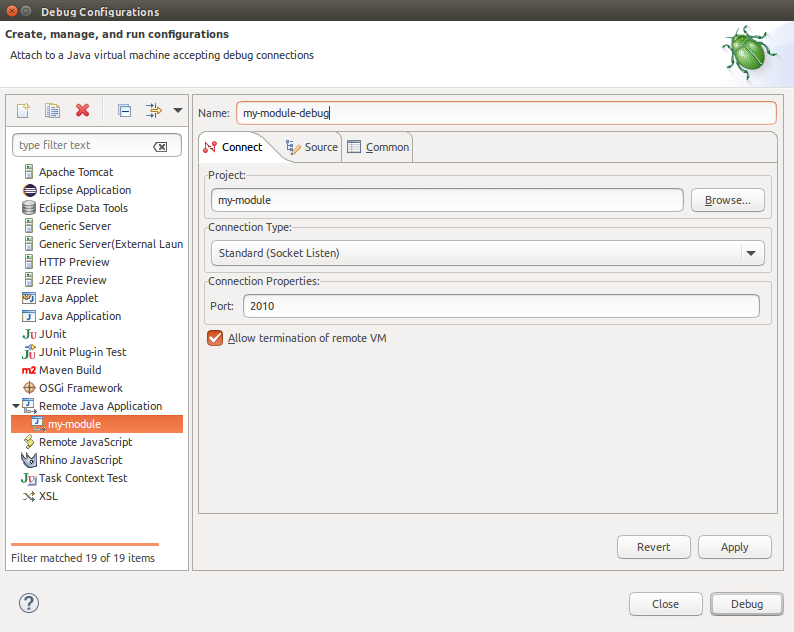 Debug Configurations
Create, manage, and run configurations
Attach to a Java virtual machine accepting debug connections
type filter text
Apache Tomcat
Eclipse Application
Eclipse Data Tools
Generic Server
Generic Server(External Laun
HTTP Preview
J2EE Preview
Java Applet
Java Application
JUnit
JUnit Plug-in Test
Maven Build
OSGi Framework
Remote Java Application
my-module
Remote JavaScript
Rhino JavaScript
Task Context Test
XSL
Filter matched 19 of 19 items
Name: my-module-debug
Connect Source Common
Project:
my-module Browse...
Connection Type:
Standard (Socket Listen)
Connection Properties:
Port: 2010
Allow termination of remote VM
Revert Apply
Close Debug